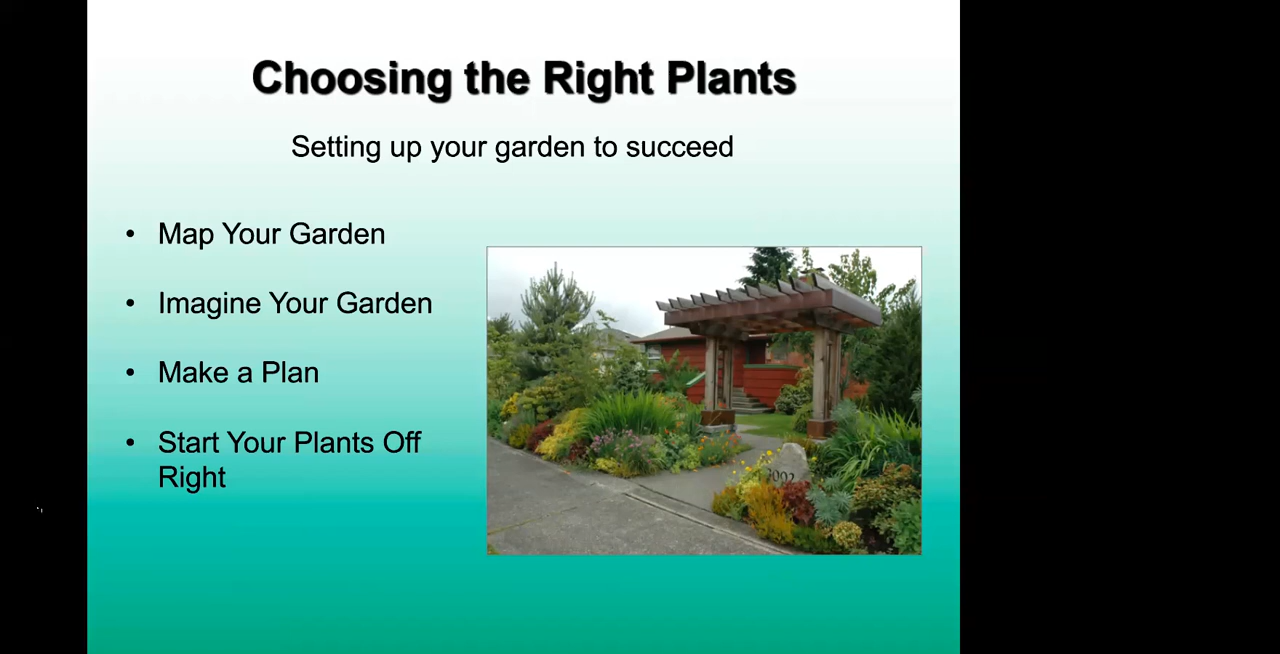 Choosing the Right Plants
Setting up your garden to succeed
• Map Your Garden
• Imagine Your Garden
• Make a Plan
• Start Your Plants Off
Right
3002